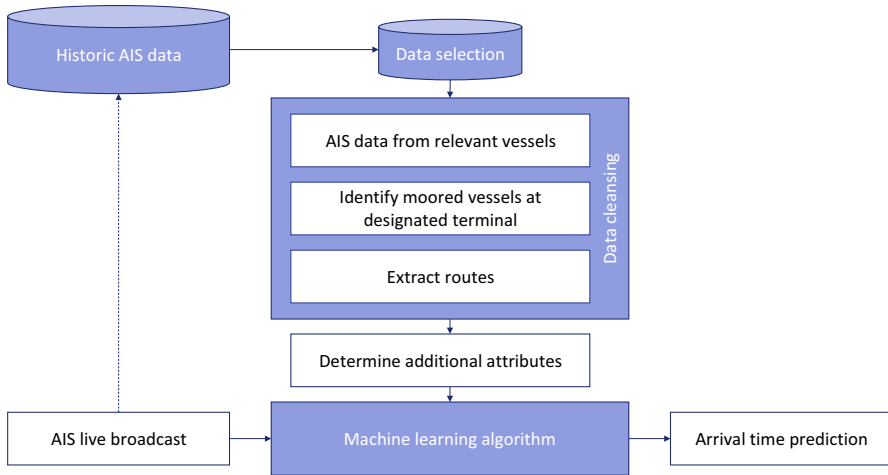 Historic AIS data
Data selection
AIS data from relevant vessels
Identify moored vessels at
designated terminal
Extract routes
Data cleansing
Determine additional attributes
AIS live broadcast
Machine learning algorithm
Arrival time prediction